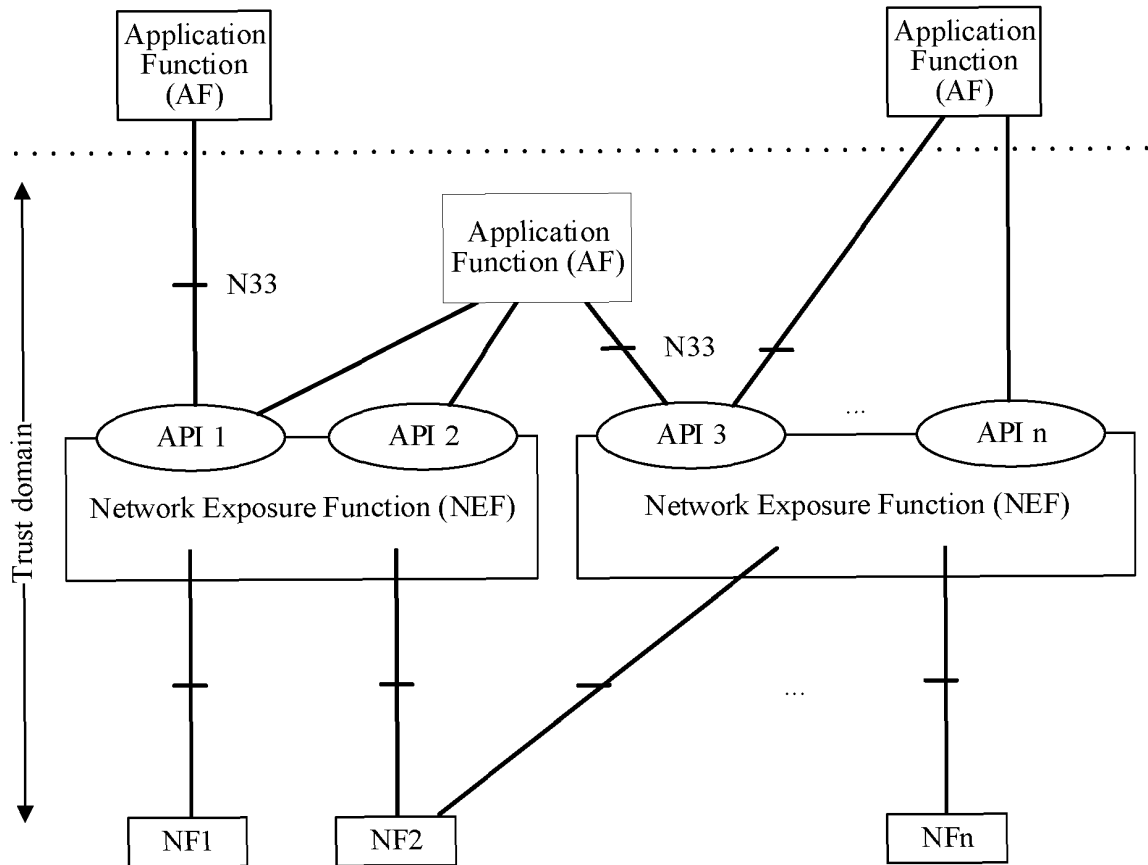 Application
Function
(AF)
Application
Function
(AF)
Application
Function (AF)
N33
N33
...
API 1
API 2
API 3
API n
Network Exposure Function (NEF)
Network Exposure Function (NEF)
Trust domain
...
NF1
NF2
NFn